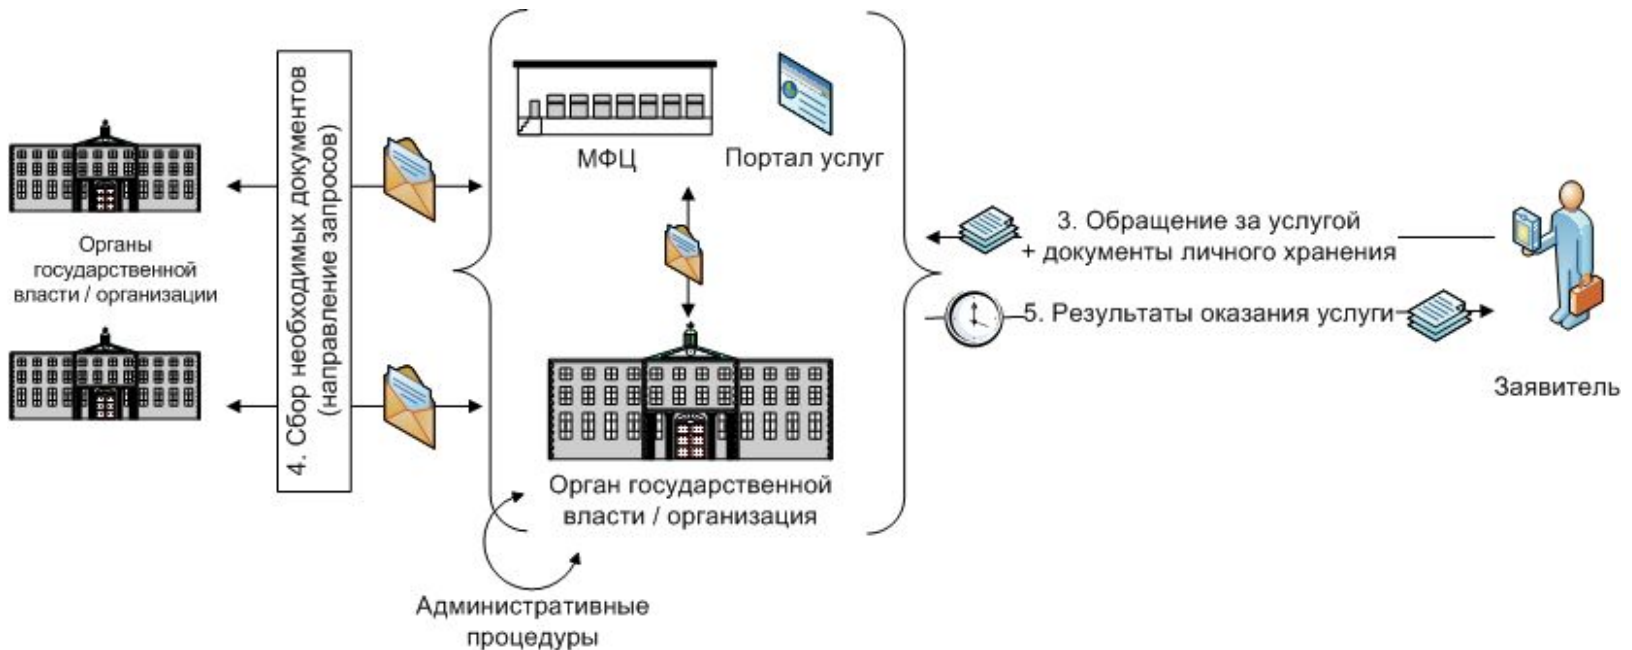 Органы
государственной
власти / организации
4. Сбор необходимых документов
(направление запросов)
МФЦ
Портал услуг
Орган государственной
власти / организация
Административные
процедуры
3. Обращение за услугой
+ документы личного хранения
5. Результаты оказания услуги
Заявитель